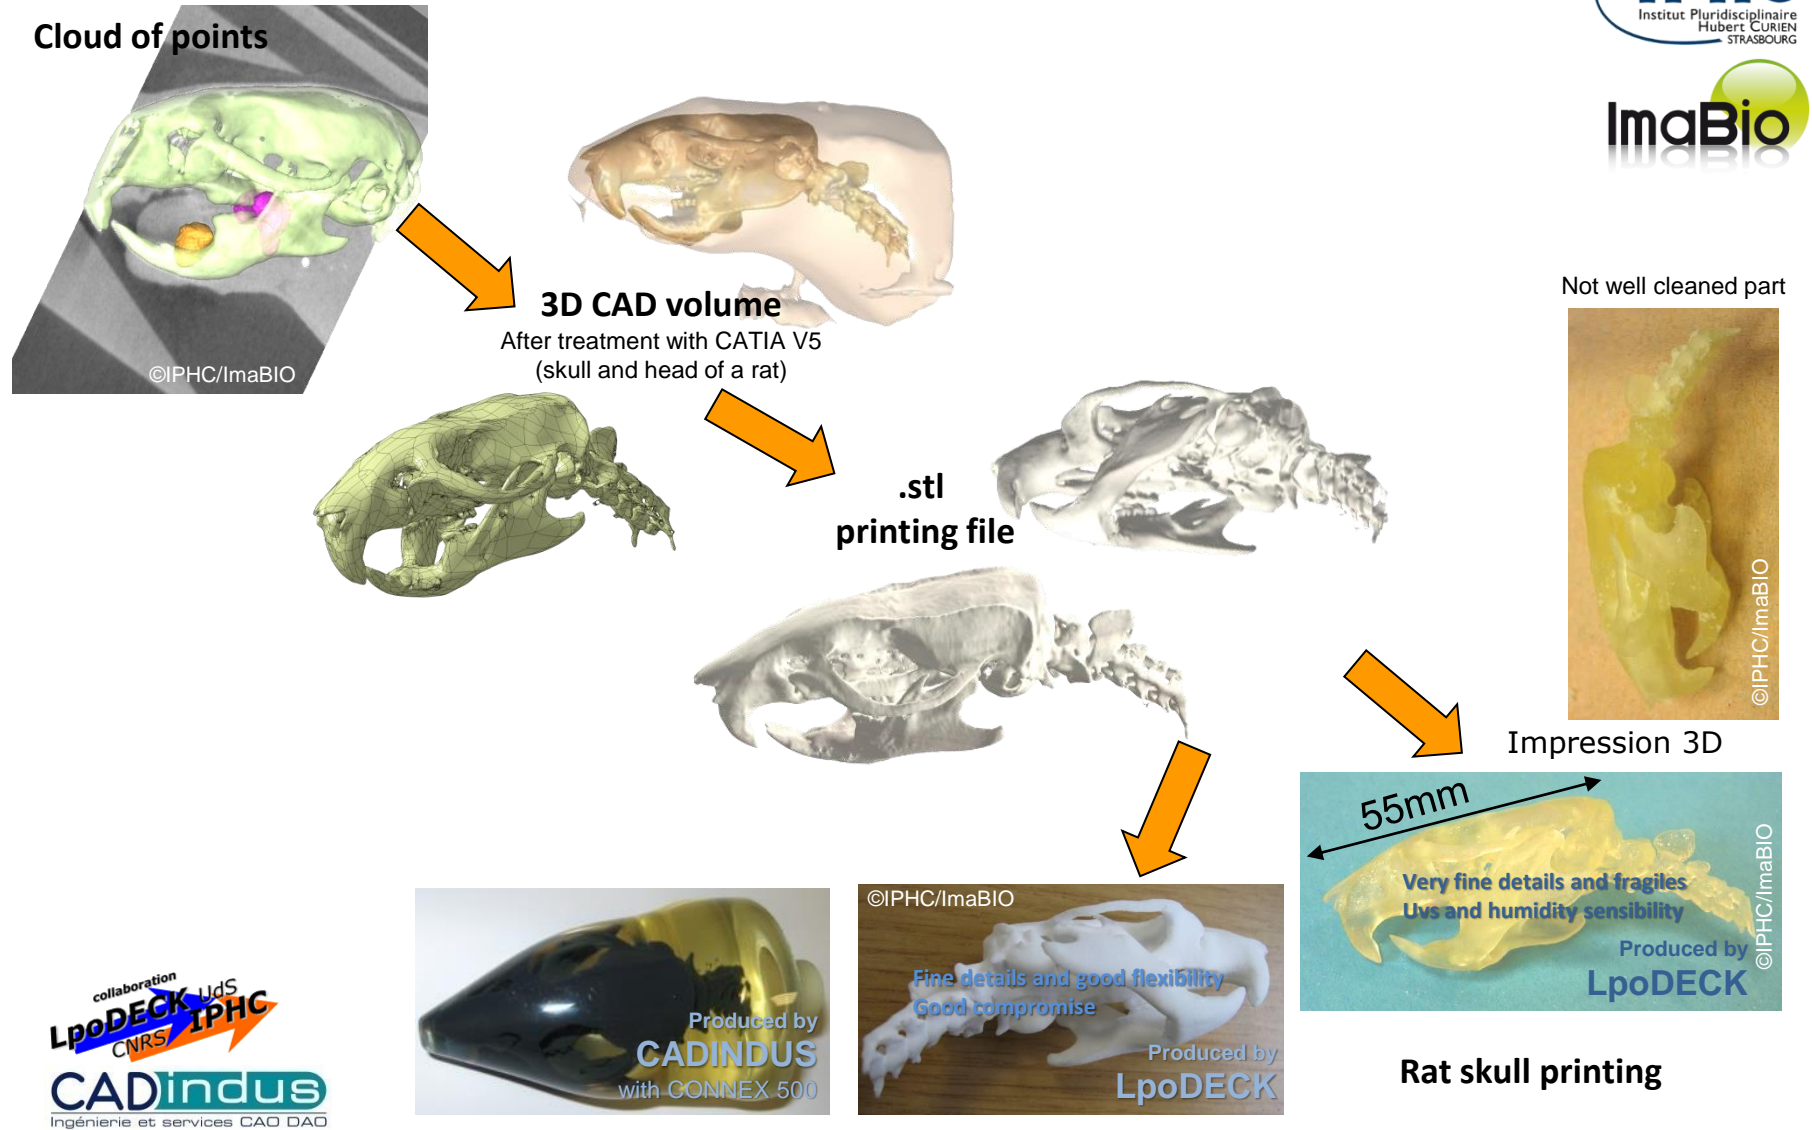 Cloud of points
©IPHC/ImaBIO
Institut Pluridisciplinaire
Hubert CURIEN
STRASBOURG
ImaBio
3D CAD volume
After treatment with CATIA V5
(skull and head of a rat)
.stl
printing file
Not well cleaned part
©IPHC/ImaBIO
Impression 3D
55mm
Very fine details and fragiles
Uvs and humidity sensibility
Produced by
LpoDECK
©IPHC/ImaBIO
Rat skull printing
©IPHC/ImaBIO
Fine details and good flexibility
Good compromise
Produced by
LpoDECK
Produced by
CADINDUS
with CONNEX 500
collaboration
LpoDECK UdS
CNRS IPHC
CADindus
Ingénierie et services CAO DAO